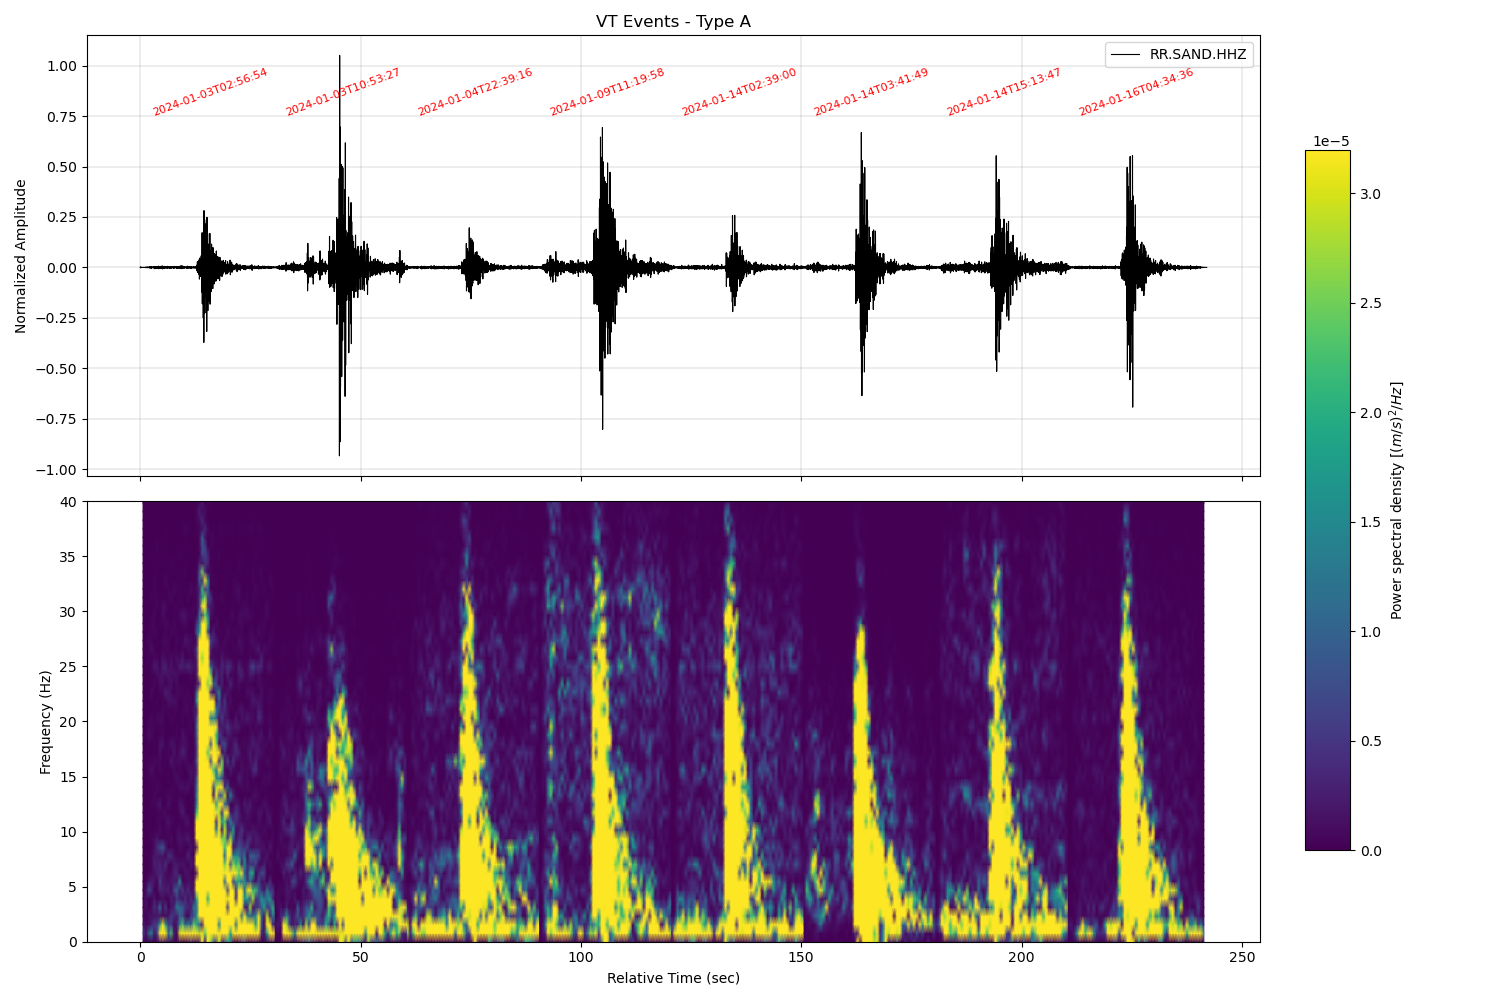 VT Events - Type A
RR.SAND.HHZ
2024-01-03T02:56:54
2024-01-03T10:53:27
2024-01-04T22:39:16
2024-01-09T11:19:58
2024-01-14T02:39:00
2024-01-14T03:41:49
2024-01-14T15:13:47
2024-01-16T04:34:36
Normalized Amplitude
1.00
0.75
0.50
0.25
0.00
−0.25
−0.50
−0.75
−1.00
Frequency (Hz)
40
35
30
25
20
15
10
5
0
0
50
100
150
200
250
Relative Time (sec)
1e−5
3.0
2.5
2.0
1.5
1.0
0.5
0.0
Power spectral density [(m/s)²/Hz]